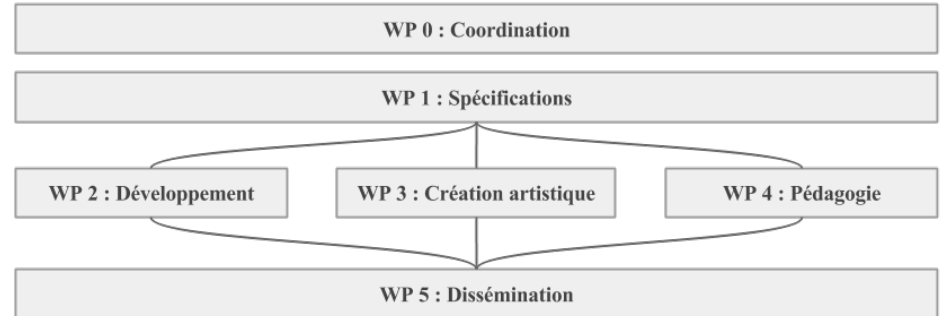 WP 0 : Coordination
WP 1 : Spécifications
WP 2 : Développement
WP 3 : Création artistique
WP 4 : Pédagogie
WP 5 : Dissémination